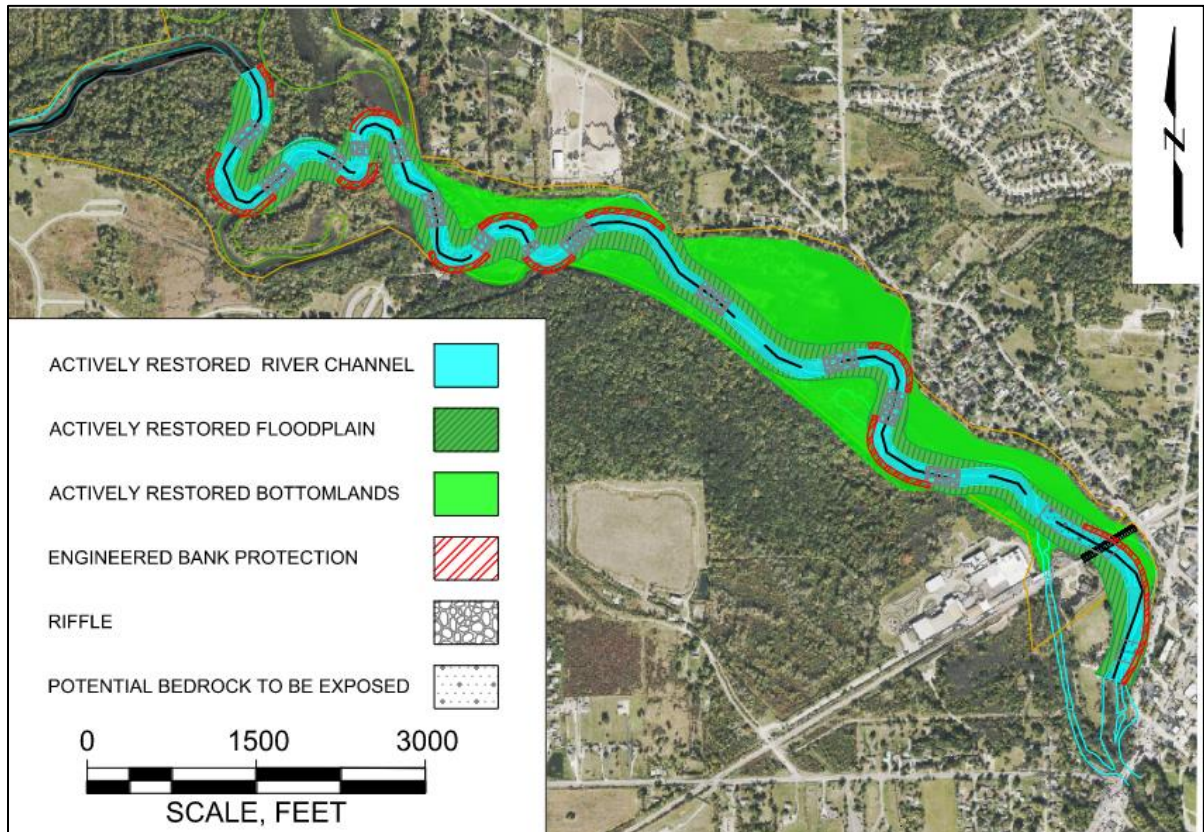 N
ACTIVELY RESTORED RIVER CHANNEL
ACTIVELY RESTORED FLOODPLAIN
ACTIVELY RESTORED BOTTOMLANDS
ENGINEERED BANK PROTECTION
RIFFLE
POTENTIAL BEDROCK TO BE EXPOSED
0 1500 3000
SCALE, FEET